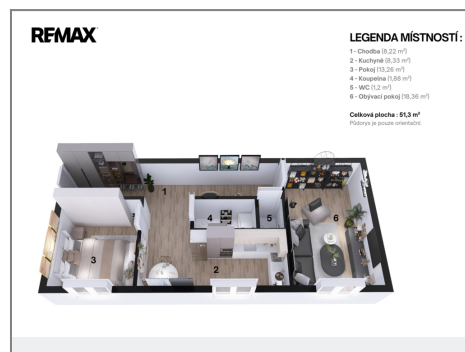 RE/MAX
LEGENDA MÍSTNOSTÍ :
1 - Chodba (8,22 m²)
2 - Kuchyně (8,33 m²)
3 - Pokoj (13,26 m²)
4 - Koupelna (1,88 m²)
5 - WC (1,2 m²)
6 - Obývací pokoj (18,36 m²)
Celková plocha : 51,3 m²
Půdorys je pouze orientační
1
4
5
6
3
2